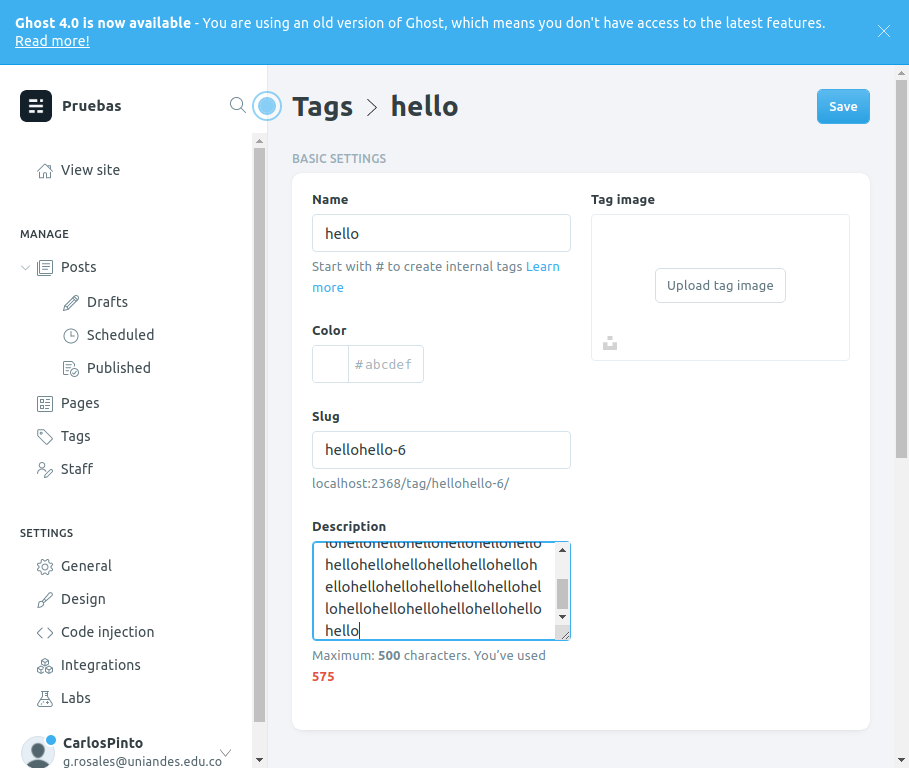 Ghost 4.0 is now available - You are using an old version of Ghost, which means you don't have access to the latest features.
Read more!
Pruebas
View site
MANAGE
Posts
Drafts
Scheduled
Published
Pages
Tags
Staff
SETTINGS
General
Design
Code injection
Integrations
Labs
CarlosPinto
g.rosales@uniandes.edu.co
Tags > hello
Save
BASIC SETTINGS
Name
hello
Start with # to create internal tags Learn
more
Color
#abcdef
Slug
hellohello-6
localhost:2368/tag/hellohello-6/
Description
lohellohellohellohellohellohello
hellohellohellohellohellohelloh
ellohellohellohellohellohellohel
lohellohellohellohellohellohello
hello
Maximum: 500 characters. You've used
575
Tag image
Upload tag image